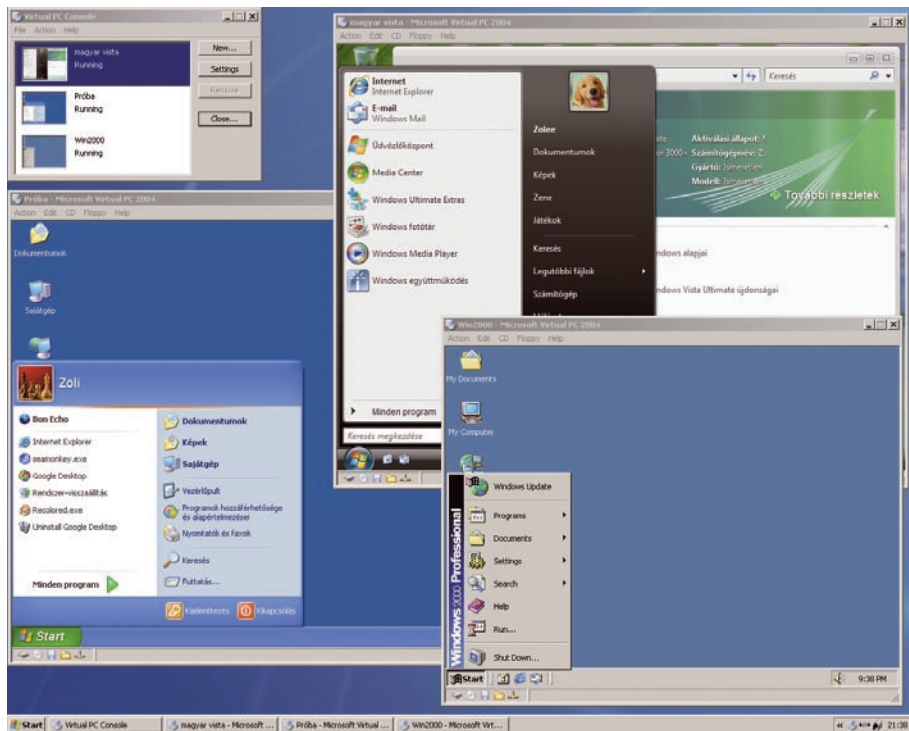 Virtual PC Console
File Action Help
magyar vista
Running
Próba
Running
Win2000
Running
New...
Settings
Remove
Close...
magyar vista - Microsoft Virtual PC 2004
Action Edit CD Floppy Help
Internet
Internet Explorer
E-mail
Windows Mail
Üdvözlőközpont
Media Center
Windows Ultimate Extras
Windows fotótár
Windows Media Player
Windows együttműködés
Minden program
Keresés megkezdése
Zolee
Dokumentumok
Képek
Zene
Játékok
Keresés
Legutóbbi fájlok
Számítógép
Keresés
Aktiválási állapot:
3000+ Számítógépnév: Z
Gyártó: Ismeretlen
Modell: Ismeretlen
További részletek
ndows alapjai
ndows Vista Ultimate újdonságai
Próba - Microsoft Virtual PC 2004
Action Edit CD Floppy Help
Dokumentumok
Sajátgép
Zoli
Bon Echo
Internet Explorer
seamonkey.exe
Google Desktop
Rendszer-visszaállítás
Recolored.exe
Uninstall Google Desktop
Minden program
Dokumentumok
Képek
Sajátgép
Vezérlőpult
Programok hozzáférhetősége
és alapértelmezései
Nyomtatók és faxok
Keresés
Futtatás...
Kijelentkezés
Kikapcsolás
Start
Win2000 - Microsoft Virtual PC 2004
Action Edit CD Floppy Help
My Documents
My Computer
Windows 2000 Professional
Windows Update
Programs
Documents
Settings
Search
Help
Run...
Shut Down...
Start
9:38 PM
Start
Virtual PC Console
magyar vista - Microsoft ...
Próba - Microsoft Virtual ...
Win2000 - Microsoft Virt...
21:38